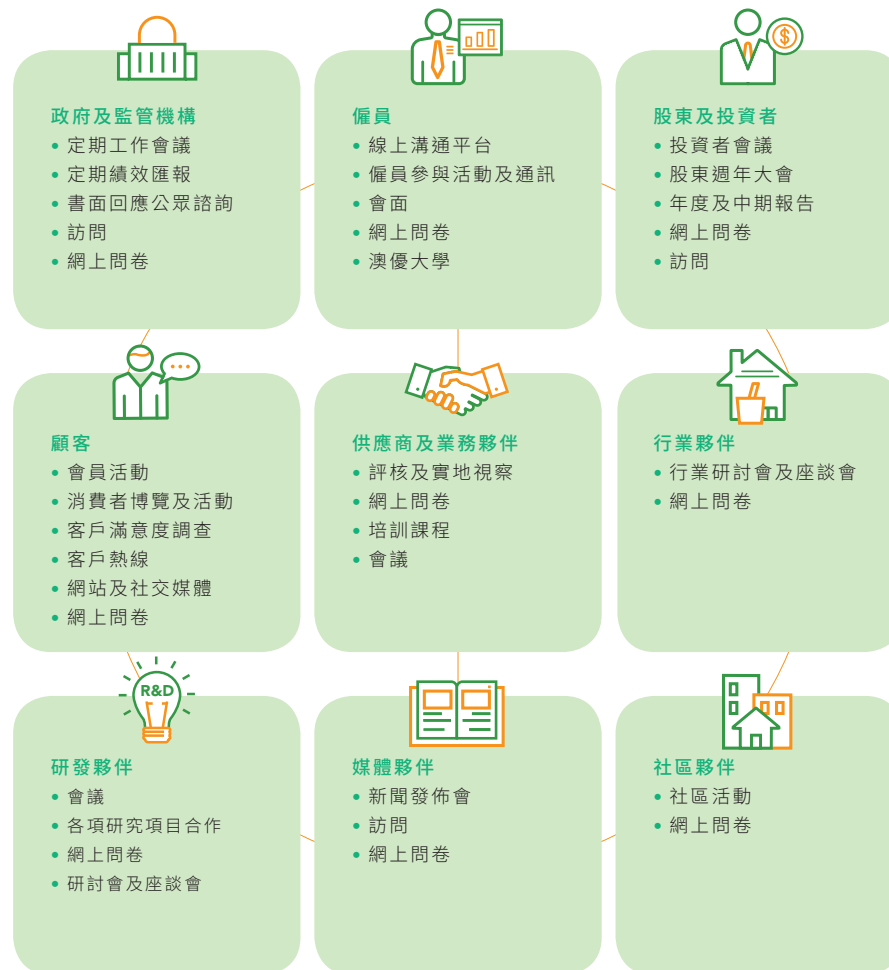 政府及監管機構
• 定期工作會議
• 定期績效匯報
• 書面回應公眾諮詢
• 訪問
• 網上問卷
僱員
• 線上溝通平台
• 僱員參與活動及通訊
• 會面
• 網上問卷
• 澳優大學
$
股東及投資者
• 投資者會議
• 股東週年大會
• 年度及中期報告
• 網上問卷
• 訪問
顧客
• 會員活動
• 消費者博覽及活動
• 客戶滿意度調查
• 客戶熱線
• 網站及社交媒體
• 網上問卷
供應商及業務夥伴
• 評核及實地視察
• 網上問卷
• 培訓課程
• 會議
行業夥伴
• 行業研討會及座談會
• 網上問卷
R&D
研發夥伴
• 會議
• 各項研究項目合作
• 網上問卷
• 研討會及座談會
媒體夥伴
• 新聞發佈會
• 訪問
• 網上問卷
社區夥伴
• 社區活動
• 網上問卷